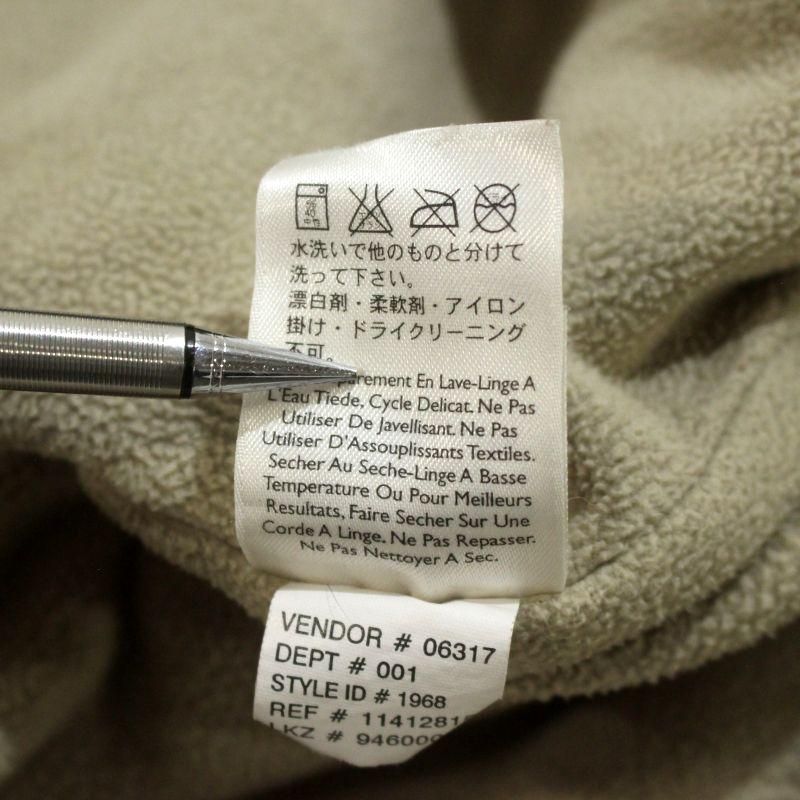 水洗いで他のものと分けて
洗って下さい。
漂白剤・柔軟剤・アイロン
掛け・ドライクリーニング
不可。
En Lave-Linge A
L'Eau Tiede, Cycle Delicat. Ne Pas
Utiliser De Javellisant. Ne Pas
Utiliser D'Assouplissants Textiles.
Secher Au Seche-Linge A Basse
Temperature Ou Pour Meilleurs
Resultats, Faire Secher Sur Une
Corde A Linge. Ne Pas Repasser.
Ne Pas Nettoyer A Sec.
VENDOR # 06317
DEPT # 001
STYLE ID # 1968
REF #
LKZ #